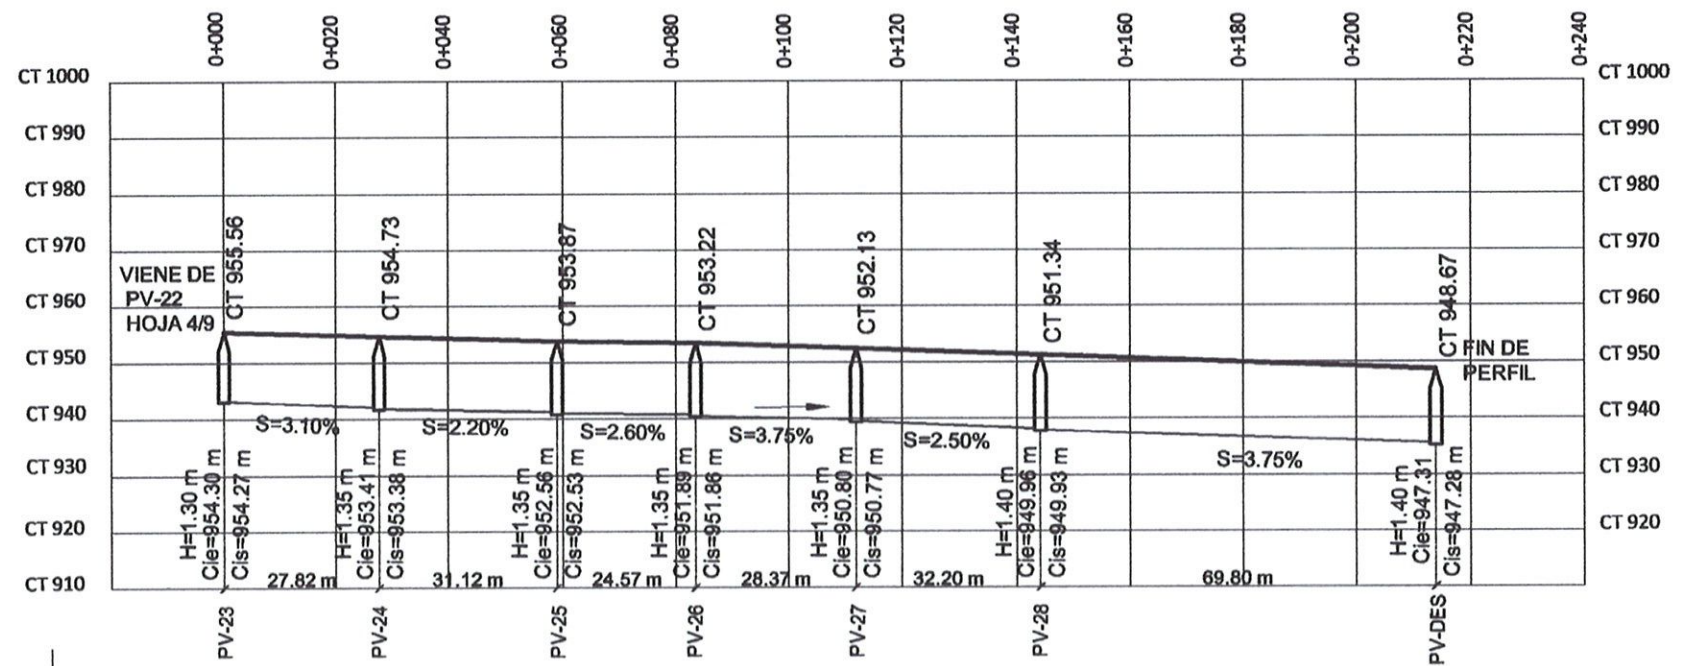 0+000
0+020
0+040
0+060
0+080
0+100
0+120
0+140
0+180
0+200
0+220
0+240
CT 1000
CT 1000
CT 990
CT 990
CT 980
CT 980
CT 970
CT 970
CT 960
CT 960
CT 950
CT 950
CT 940
CT 940
CT 930
CT 930
CT 920
CT 920
CT 910
VIENE DE
PV-22
HOJA 4/9
CT 955.56
CT 954.73
CT 953.87
CT 953.22
CT 952.13
CT 951.34
CT 948.67
FIN DE
PERFIL
S=3.10%
S=2.20%
S=2.60%
S=3.75%
S=2.50%
S=3.75%
H=1.30 m
Cie=954.30 m
Cis=954.27 m
H=1.35 m
Cie=953.41 m
Cis=953.38 m
H=1.35 m
Cie=952.56 m
Cis=952.53 m
H=1.35 m
Cie=951.89 m
Cis=951.86 m
H=1.35 m
Cie=950.80 m
Cis=950.77 m
H=1.40 m
Cie=949.96 m
Cis=949.93 m
H=1.40 m
Cie=947.31
Cis=947.28 m
27.82 m
31.12 m
24.57 m
28.37 m
32.20 m
69.80 m
PV-23
PV-24
PV-25
PV-26
PV-27
PV-28
PV-DES